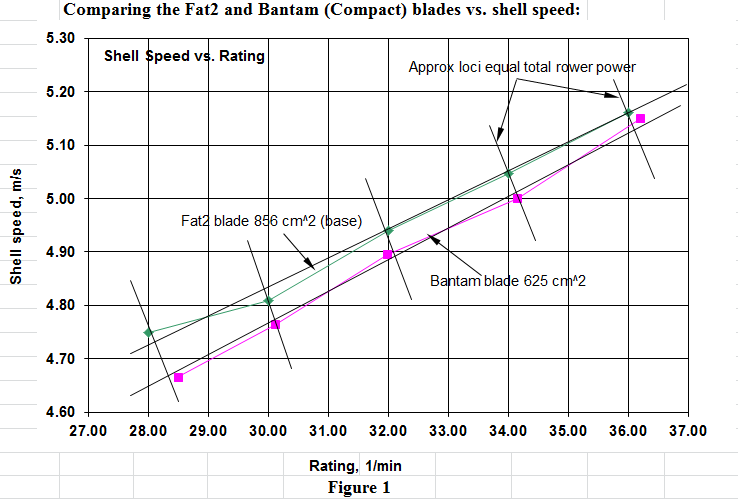 Comparing the Fat2 and Bantam (Compact) blades vs. shell speed:
5.30
Shell Speed vs. Rating
Approx loci equal total rower power
5.20
5.10
Shell speed, m/s
5.00
Fat2 blade 856 cm^2 (base)
4.90
Bantam blade 625 cm^2
4.80
4.70
4.60
27.00 28.00 29.00 30.00 31.00 32.00 33.00 34.00 35.00 36.00 37.00
Rating, 1/min
Figure 1